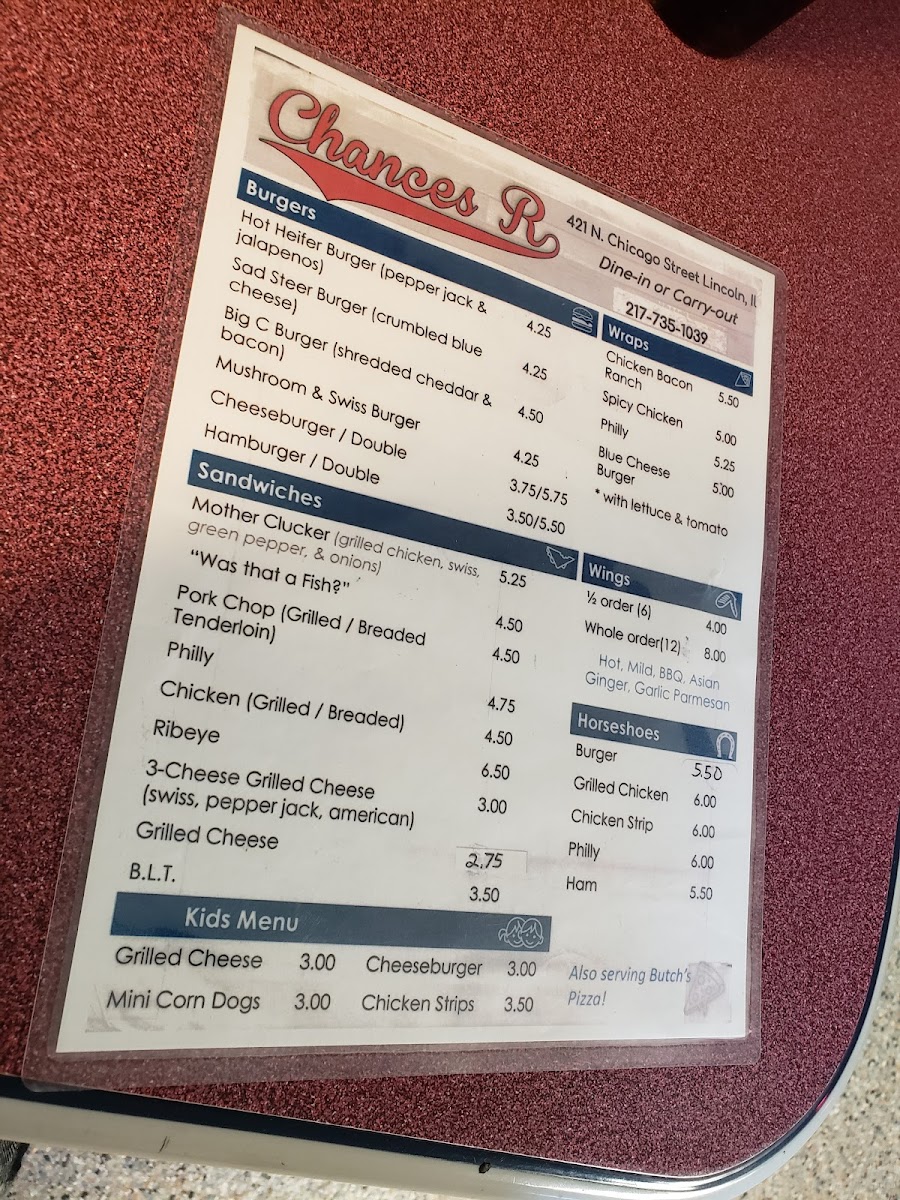 Chances R
421 N. Chicago Street Lincoln, Il
Dine-in or Carry-out
217-735-1039
Burgers
Hot Heifer Burger (pepper jack &
jalapenos) 4.25
Sad Steer Burger (crumbled blue
cheese) 4.25
Big C Burger (shredded cheddar &
bacon) 4.50
Mushroom & Swiss Burger 4.25
Cheeseburger / Double 3.75/5.75
Hamburger / Double 3.50/5.50
Sandwiches
Mother Clucker (grilled chicken, swiss,
green pepper, & onions) 5.25
"Was that a Fish?" 4.50
Pork Chop (Grilled / Breaded
Tenderloin) 4.50
Philly 4.75
Chicken (Grilled / Breaded) 4.50
Ribeye 6.50
3-Cheese Grilled Cheese
(swiss, pepper jack, american) 3.00
Grilled Cheese 2.75
B.L.T. 3.50
Kids Menu
Grilled Cheese 3.00 Cheeseburger 3.00
Mini Corn Dogs 3.00 Chicken Strips 3.50
Wraps
Chicken Bacon
Ranch 5.50
Spicy Chicken 5.00
Philly 5.25
Blue Cheese
Burger 5.00
* with lettuce & tomato
Wings
½ order (6) 4.00
Whole order(12) 8.00
Hot, Mild, BBQ, Asian
Ginger, Garlic Parmesan
Horseshoes
Burger 5.50
Grilled Chicken 6.00
Chicken Strip 6.00
Philly 6.00
Ham 5.50
Also serving Butch's
Pizza!